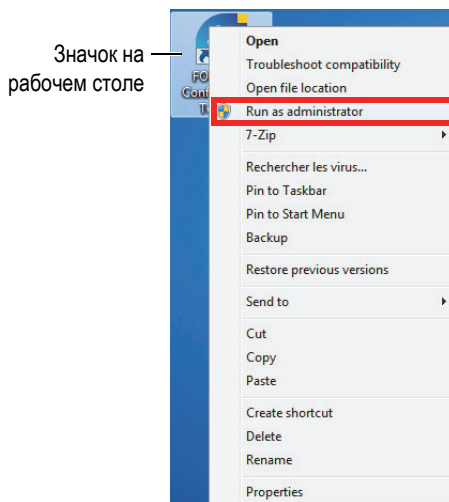 Значок на
рабочем столе
Open
Troubleshoot compatibility
Open file location
Run as administrator
7-Zip
Rechercher les virus...
Pin to Taskbar
Pin to Start Menu
Backup
Restore previous versions
Send to
Cut
Copy
Paste
Create shortcut
Delete
Rename
Properties